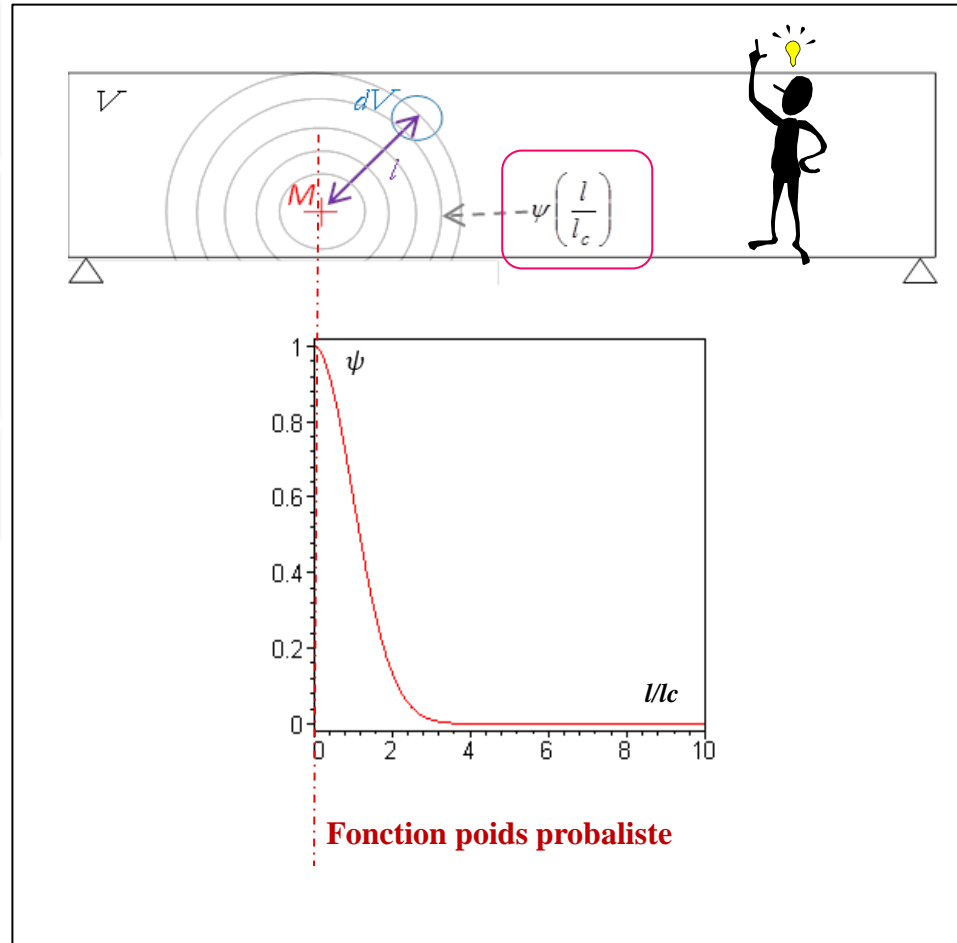 V
dV
l
M
ψ(l/l_c)
ψ
1
0.8
0.6
0.4
0.2
0
l/lc
0 2 4 6 8 10
Fonction poids probaliste